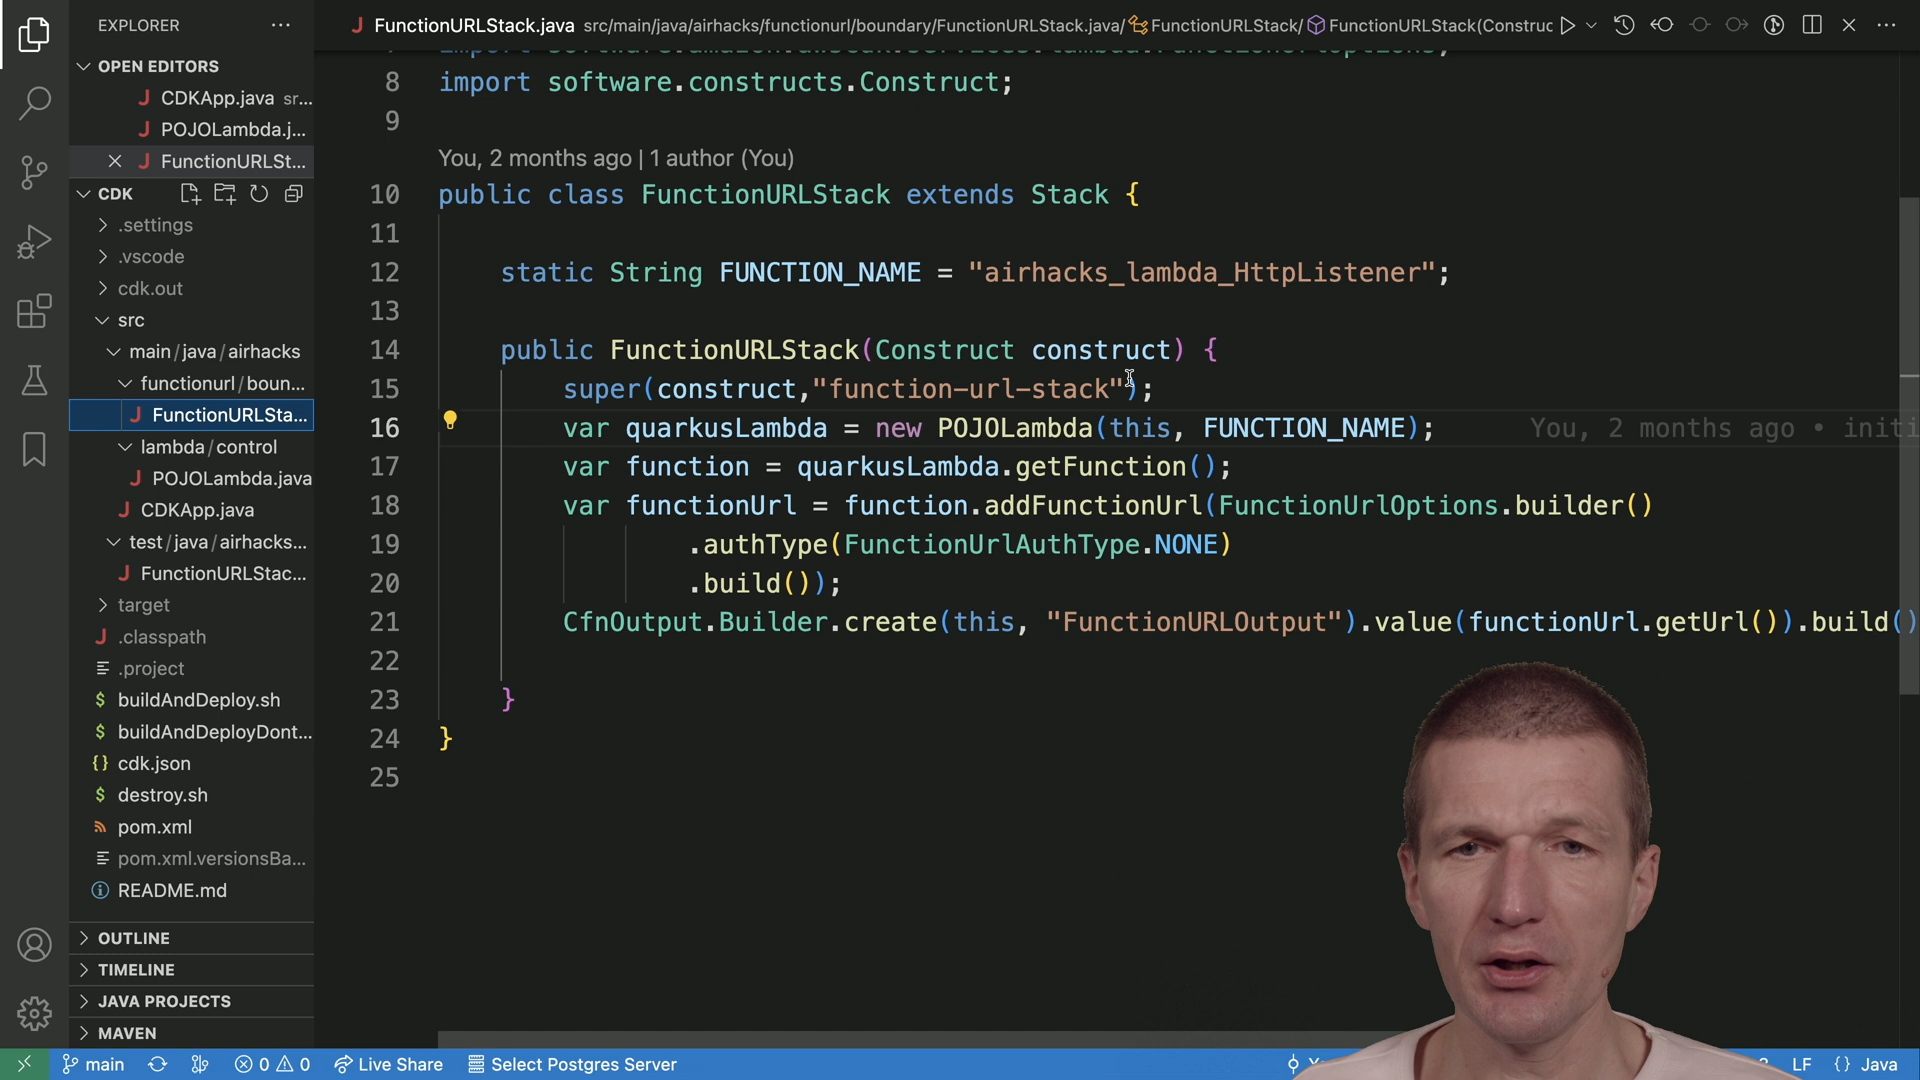 EXPLORER
FunctionURLStack.java src/main/java/airhacks/functionurl/boundary/FunctionURLStack.java/ FunctionURLStack/ FunctionURLStack(Construc
OPEN EDITORS
J CDKApp.java sr...
J POJOLambda.j...
J FunctionURLSt...
CDK
.settings
.vscode
cdk.out
src
main/java/airhacks
functionurl/boun...
J FunctionURLSta...
lambda/control
J POJOLambda.java
J CDKApp.java
test/java/airhacks...
J FunctionURLStac...
target
J .classpath
.project
$ buildAndDeploy.sh
$ buildAndDeployDont...
{} cdk.json
$ destroy.sh
pom.xml
pom.xml.versionsBa...
README.md
OUTLINE
TIMELINE
JAVA PROJECTS
MAVEN
8 import software.constructs.Construct;
9
You, 2 months ago | 1 author (You)
10 public class FunctionURLStack extends Stack {
11
12 static String FUNCTION_NAME = "airhacks_lambda_HttpListener";
13
14 public FunctionURLStack(Construct construct) {
15 super(construct,"function-url-stack");
16 var quarkusLambda = new POJOLambda(this, FUNCTION_NAME); You, 2 months ago • initi
17 var function = quarkusLambda.getFunction();
18 var functionUrl = function.addFunctionUrl(FunctionUrlOptions.builder()
19 .authType(FunctionUrlAuthType.NONE)
20 .build());
21 CfnOutput.Builder.create(this, "FunctionURLOutput").value(functionUrl.getUrl()).build()
22
23 }
24 }
25
main 0 0 Live Share Select Postgres Server LF {} Java